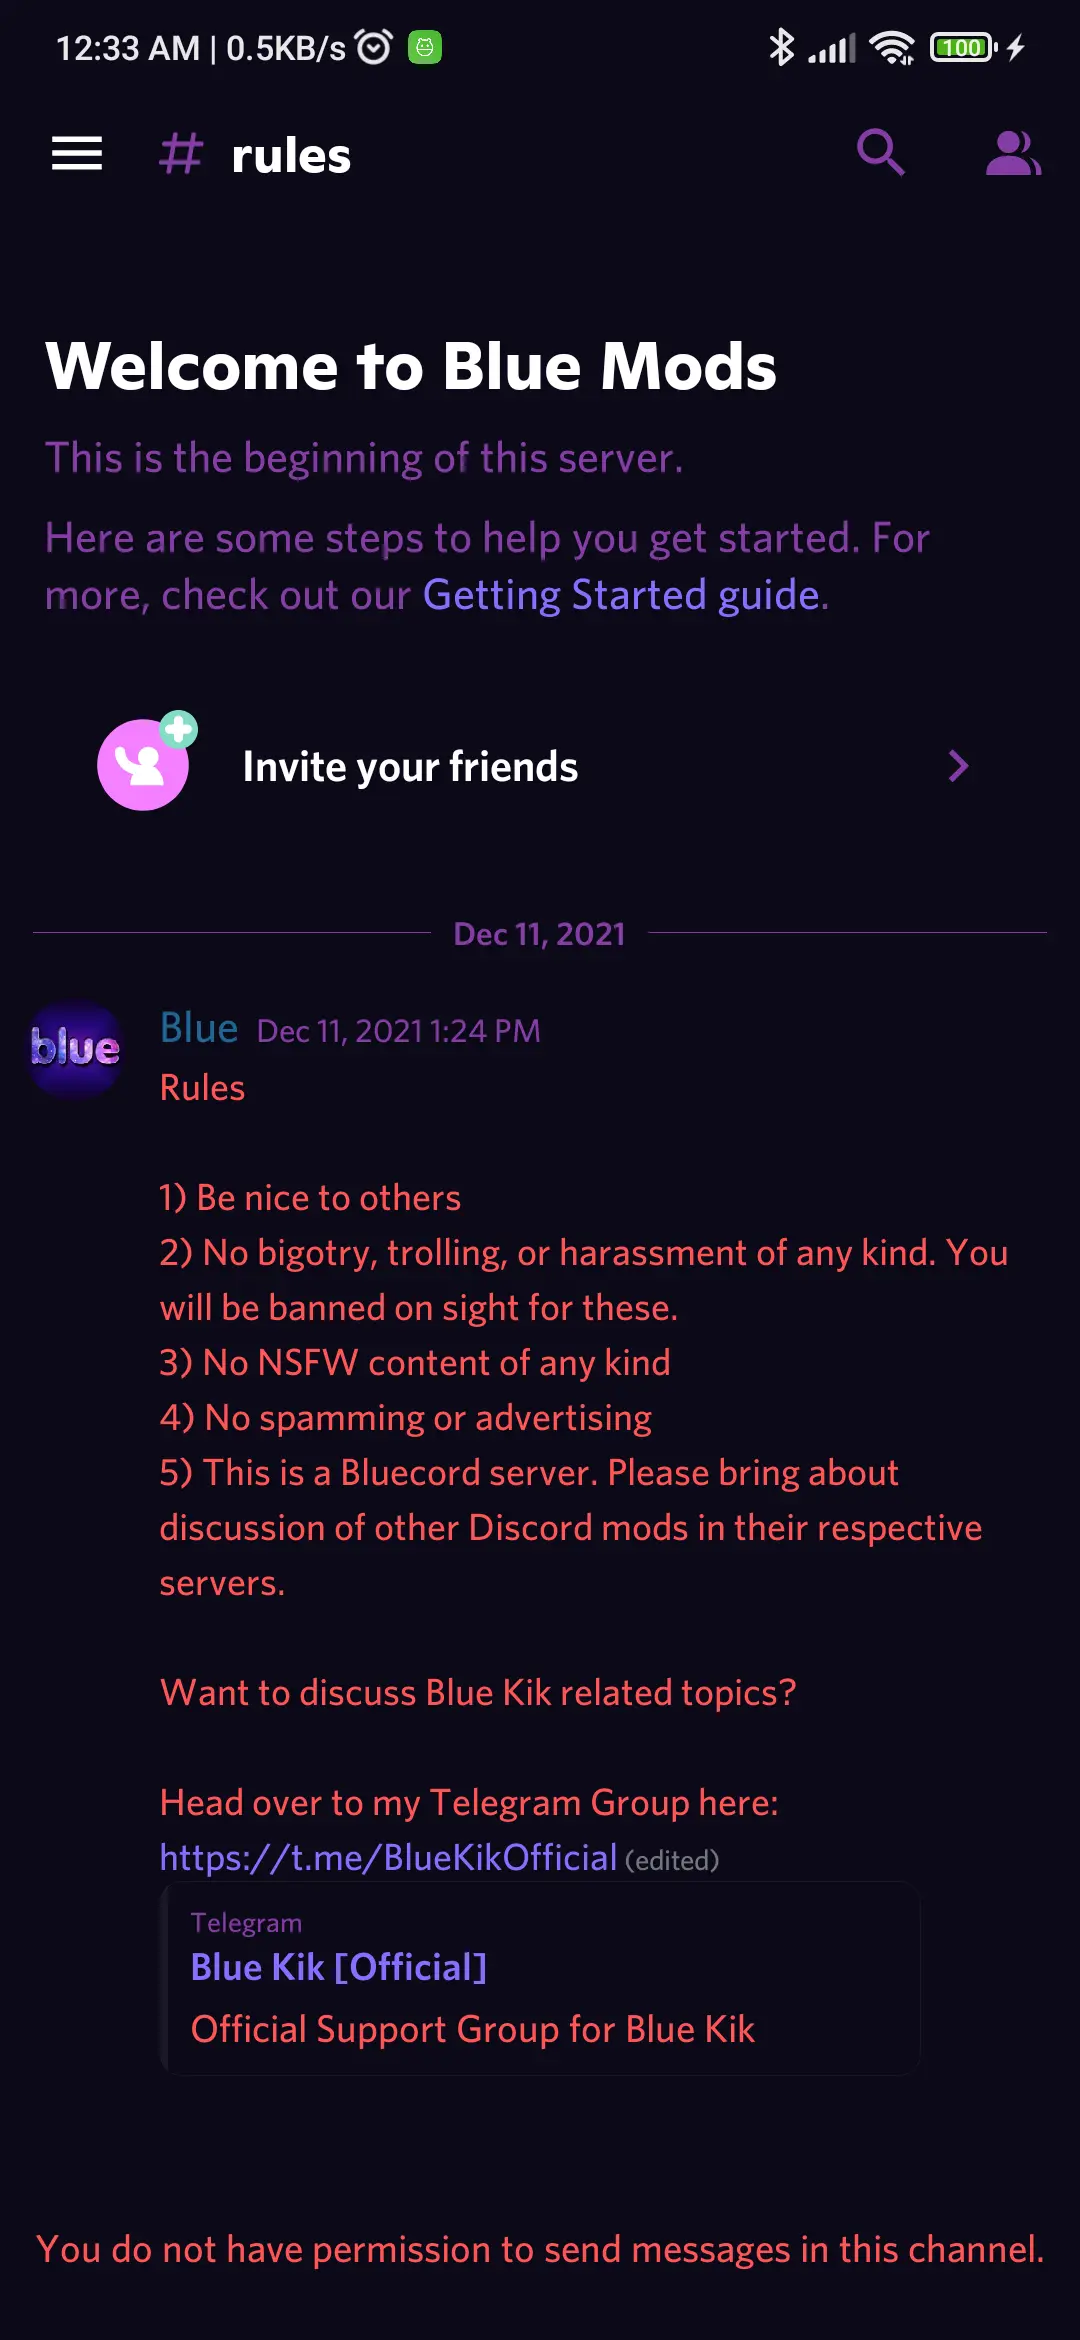 12:33 AM | 0.5KB/s
100
# rules
Welcome to Blue Mods
This is the beginning of this server.
Here are some steps to help you get started. For
more, check out our Getting Started guide.
Invite your friends
Dec 11, 2021
blue
Blue Dec 11, 2021 1:24 PM
Rules
1) Be nice to others
2) No bigotry, trolling, or harassment of any kind. You
will be banned on sight for these.
3) No NSFW content of any kind
4) No spamming or advertising
5) This is a Bluecord server. Please bring about
discussion of other Discord mods in their respective
servers.
Want to discuss Blue Kik related topics?
Head over to my Telegram Group here:
https://t.me/BlueKikOfficial (edited)
Telegram
Blue Kik [Official]
Official Support Group for Blue Kik
You do not have permission to send messages in this channel.